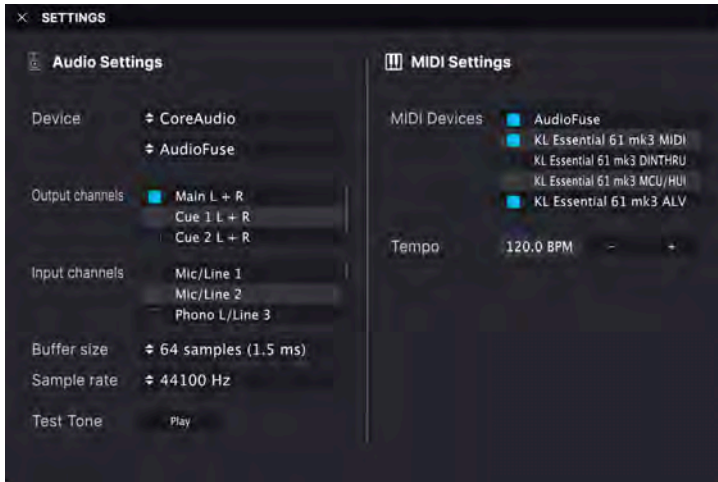 × SETTINGS
Audio Settings
Device
CoreAudio
AudioFuse
Output channels
Main L + R
Cue 1 L + R
Cue 2 L + R
Input channels
Mic/Line 1
Mic/Line 2
Phono L/Line 3
Buffer size
64 samples (1.5 ms)
Sample rate
44100 Hz
Test Tone
Play
MIDI Settings
MIDI Devices
AudioFuse
KL Essential 61 mk3 MIDI
KL Essential 61 mk3 DINTHRU
KL Essential 61 mk3 MCU/HUI
KL Essential 61 mk3 ALV
Tempo
120.0 BPM - +